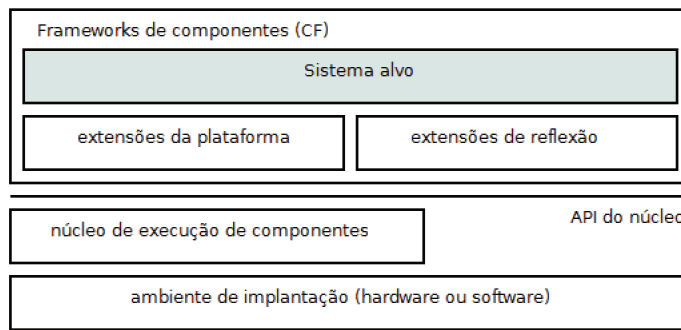 Frameworks de componentes (CF)
Sistema alvo
extensões da plataforma
extensões de reflexão
API do núcleo
núcleo de execução de componentes
ambiente de implantação (hardware ou software)